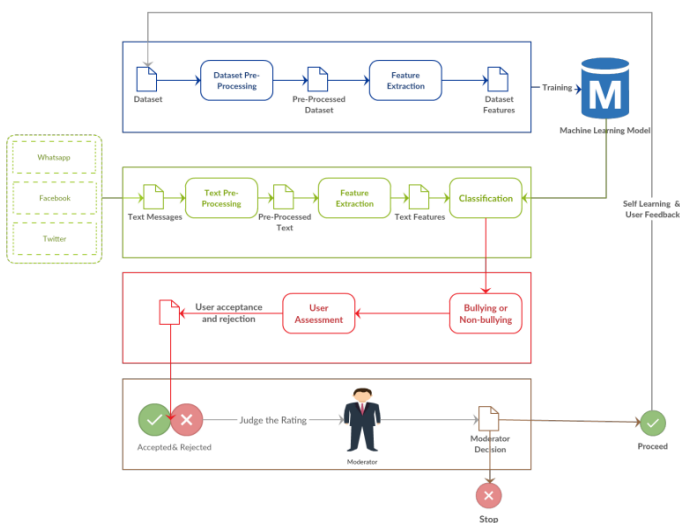 Dataset
Dataset Pre-
Processing
Pre-Processed
Dataset
Feature
Extraction
Dataset
Features
Training
M
Machine Learning Model
Whatsapp
Facebook
Twitter
Text Messages
Text Pre-
Processing
Pre-Processed
Text
Feature
Extraction
Text Features
Classification
Self Learning &
User Feedback
User acceptance
and rejection
User
Assessment
Bullying or
Non-bullying
Accepted& Rejected
Judge the Rating
Moderator
Moderator
Decision
Proceed
Stop